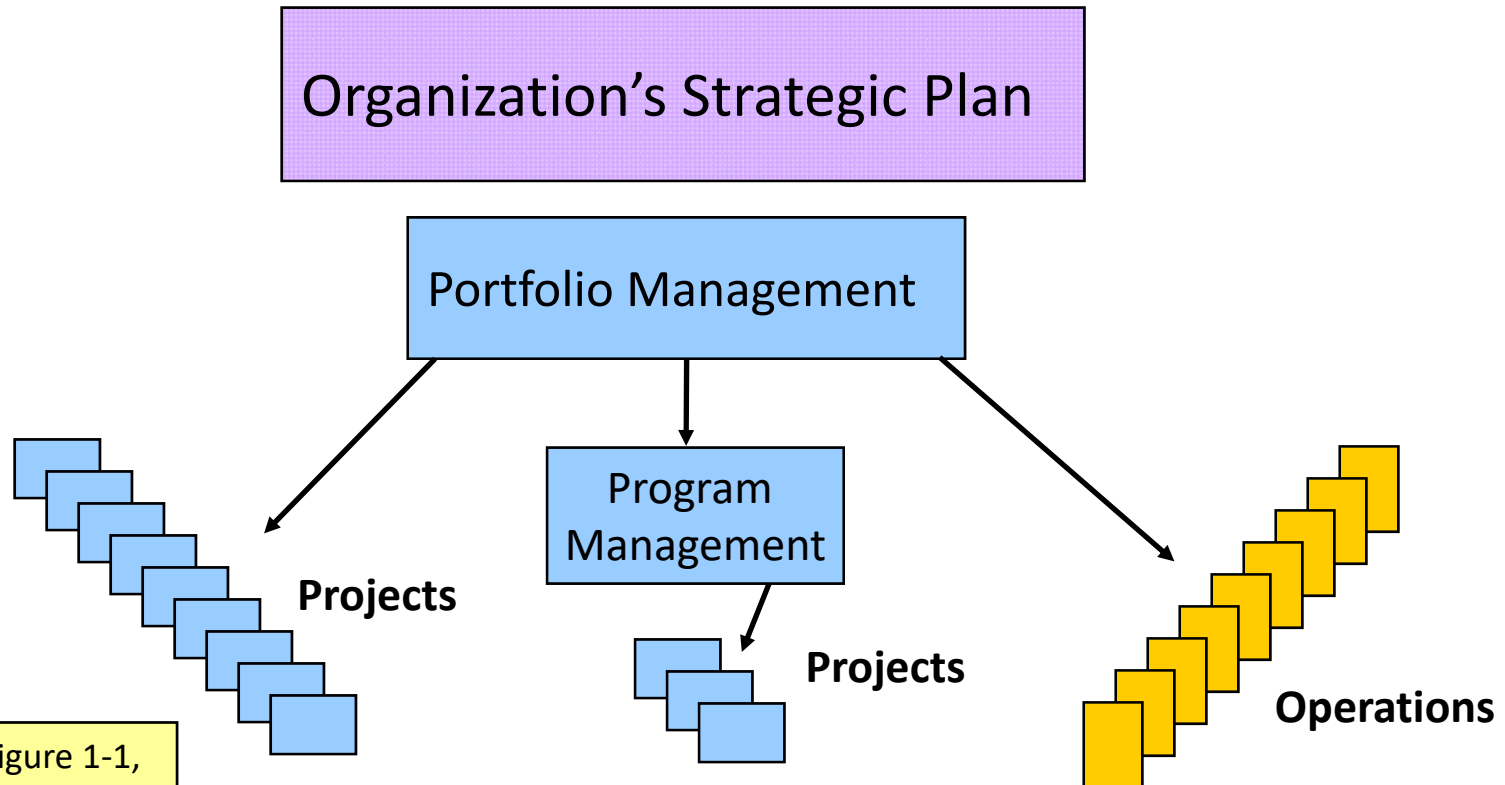 Organization’s Strategic Plan
Portfolio Management
Program
Management
Projects
Projects
Operations
igure 1-1,